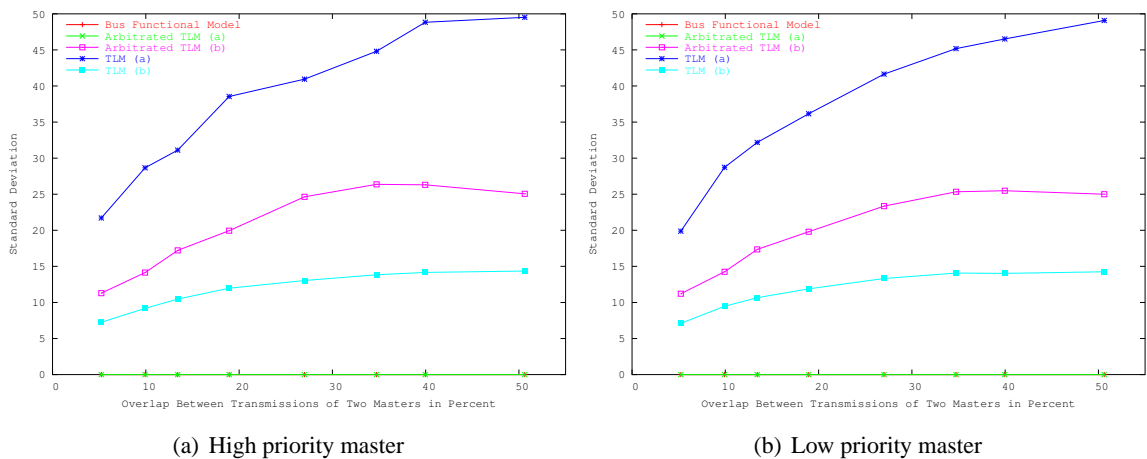 50
45
40
35
30
25
20
15
10
5
0
Standard Deviation
Bus Functional Model
Arbitrated TLM (a)
Arbitrated TLM (b)
TLM (a)
TLM (b)
0 10 20 30 40 50
Overlap Between Transmissions of Two Masters in Percent
(a) High priority master
50
45
40
35
30
25
20
15
10
5
0
Standard Deviation
Bus Functional Model
Arbitrated TLM (a)
Arbitrated TLM (b)
TLM (a)
TLM (b)
0 10 20 30 40 50
Overlap Between Transmissions of Two Masters in Percent
(b) Low priority master